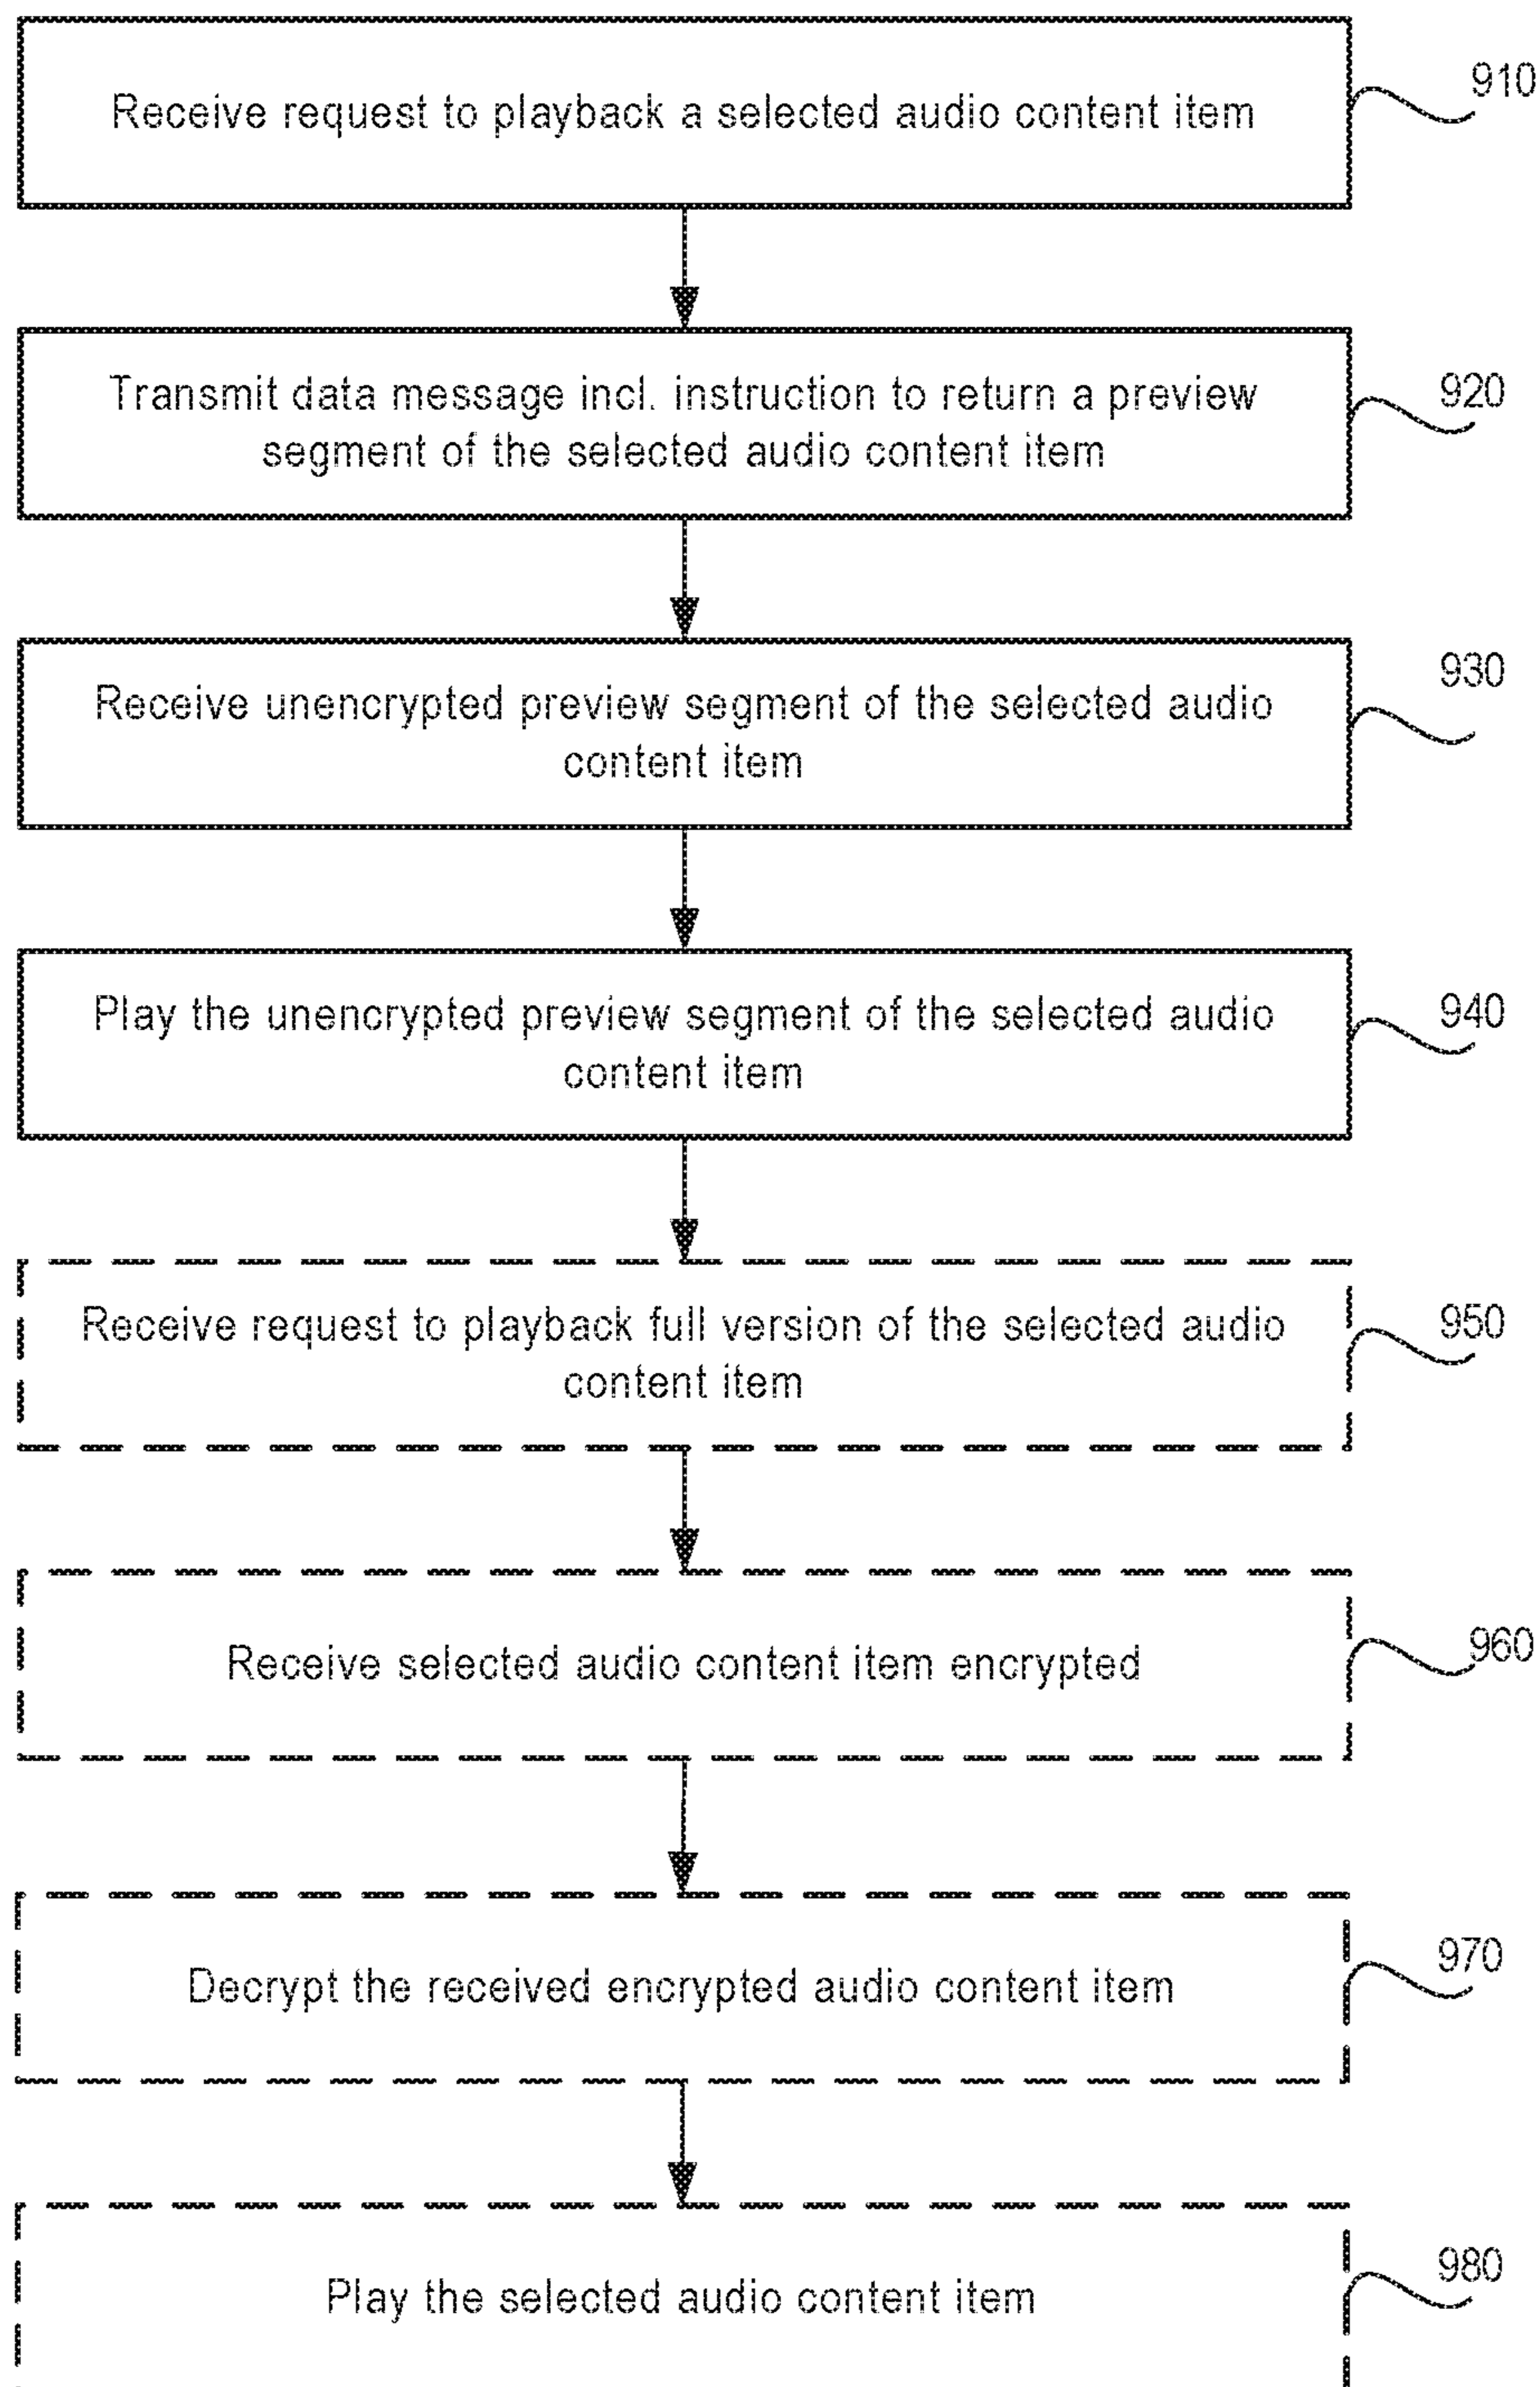 Receive request to playback a selected audio content item
910
Transmit data message incl. instruction to return a preview
segment of the selected audio content item
920
Receive unencrypted preview segment of the selected audio
content item
930
Play the unencrypted preview segment of the selected audio
content item
940
Receive request to playback full version of the selected audio
content item
950
Receive selected audio content item encrypted
960
Decrypt the received encrypted audio content item
970
Play the selected audio content item
980